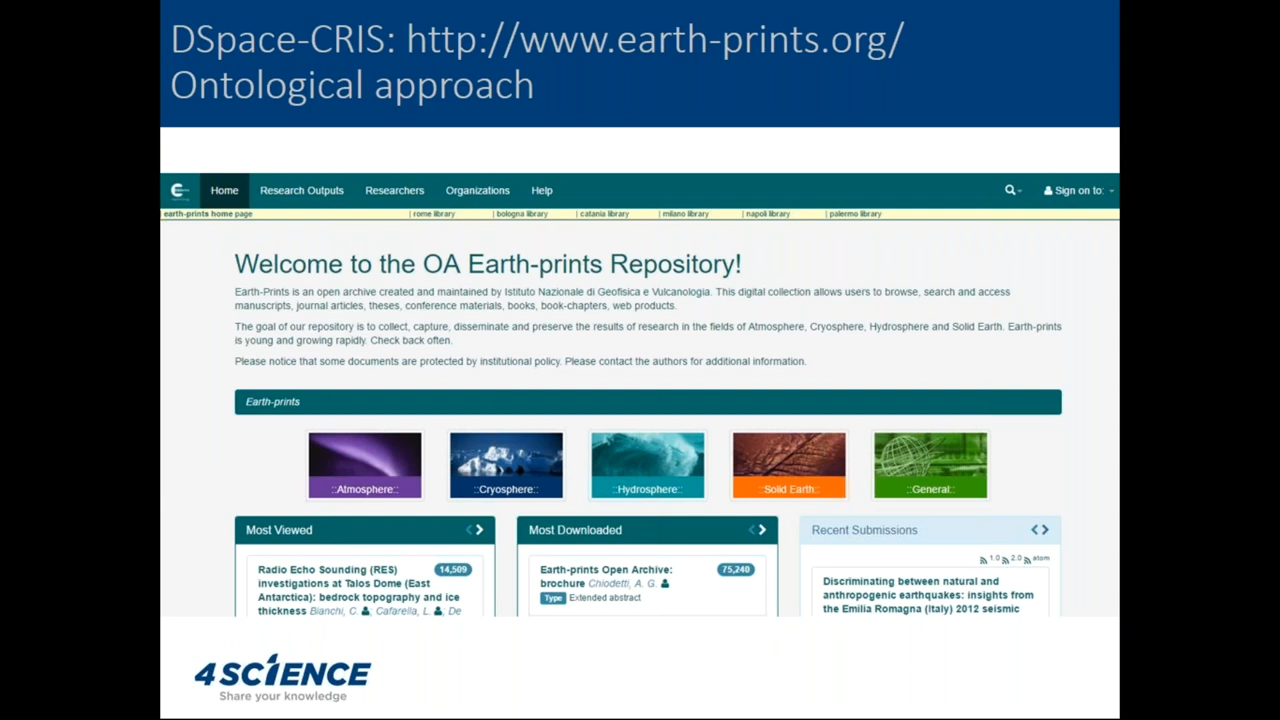 DSpace-CRIS: http://www.earth-prints.org/
Ontological approach
Home Research Outputs Researchers Organizations Help Sign on to:
earth-prints home page | rome library | bologna library | catania library | milano library | napoli library | palermo library
Welcome to the OA Earth-prints Repository!
Earth-Prints is an open archive created and maintained by Istituto Nazionale di Geofisica e Vulcanologia. This digital collection allows users to browse, search and access
manuscripts, journal articles, theses, conference materials, books, book-chapters, web products.
The goal of our repository is to collect, capture, disseminate and preserve the results of research in the fields of Atmosphere, Cryosphere, Hydrosphere and Solid Earth. Earth-prints
is young and growing rapidly. Check back often.
Please notice that some documents are protected by institutional policy. Please contact the authors for additional information.
Earth-prints
::Atmosphere:: ::Cryosphere:: ::Hydrosphere:: ::Solid Earth:: ::General::
Most Viewed
Radio Echo Sounding (RES) 14,509
investigations at Talos Dome (East
Antarctica): bedrock topography and ice
thickness Bianchi, C. ; Cafarella, L. ; De
Most Downloaded
Earth-prints Open Archive: 75,240
brochure Chiodetti, A. G.
Type Extended abstract
Recent Submissions
1.0 2.0 atom
Discriminating between natural and
anthropogenic earthquakes: insights from
the Emilia Romagna (Italy) 2012 seismic
4SCIENCE
Share your knowledge